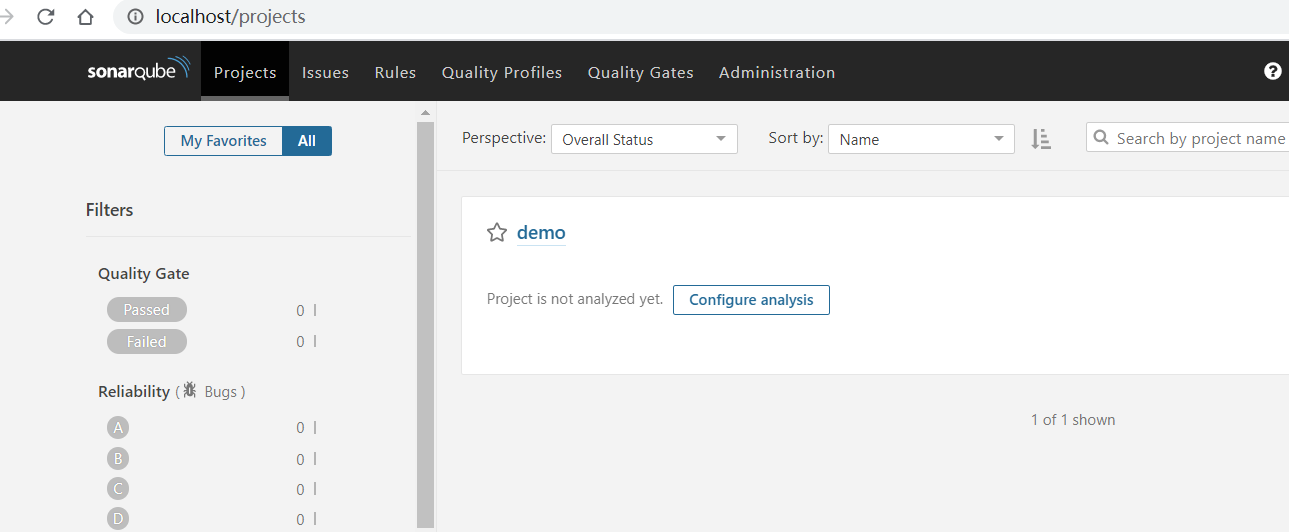 localhost/projects
sonarqube Projects Issues Rules Quality Profiles Quality Gates Administration ?
My Favorites All
Perspective: Overall Status Sort by: Name Search by project name
Filters
demo
Quality Gate
Project is not analyzed yet. Configure analysis
Passed 0
Failed 0
Reliability ( Bugs )
1 of 1 shown
A 0
B 0
C 0
D 0